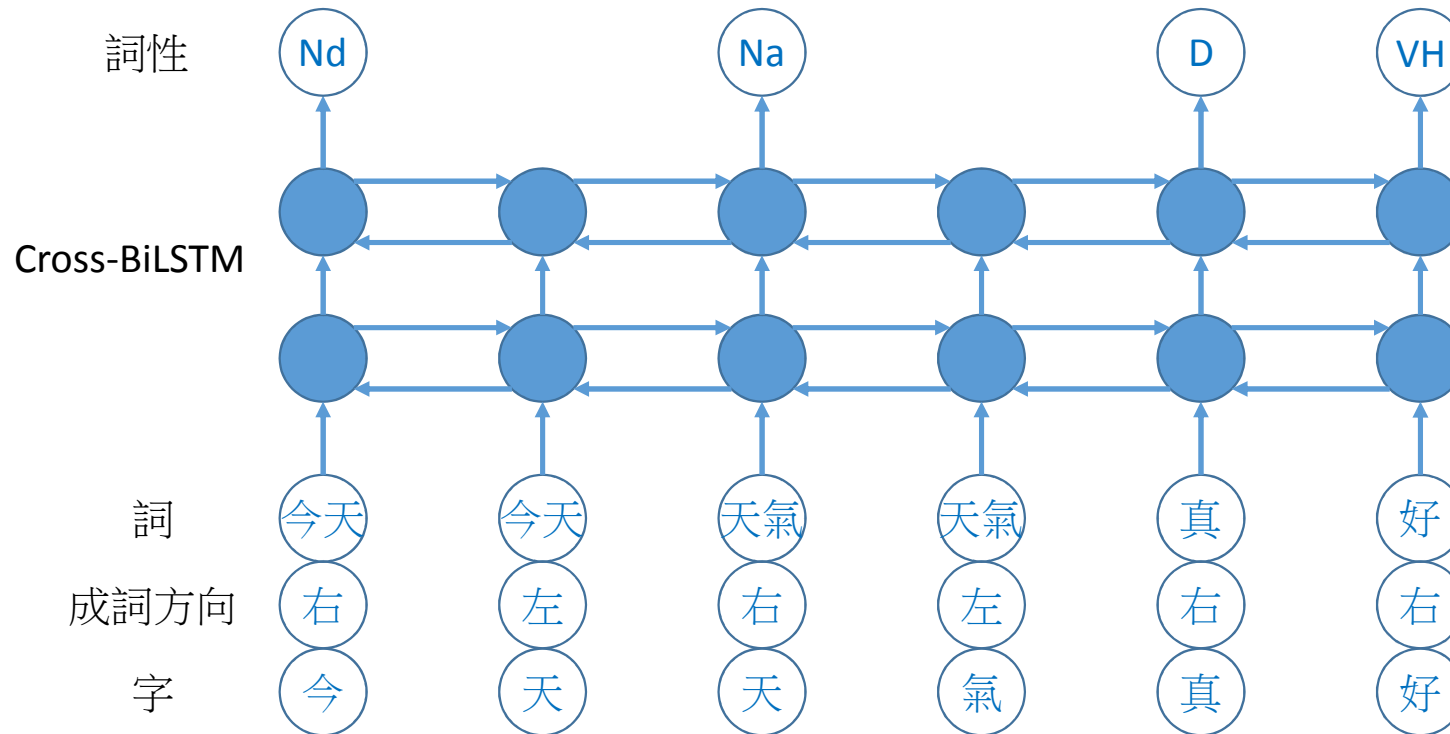 詞性 Nd Na D VH
Cross-BiLSTM
詞 今天 今天 天氣 天氣 真 好
成詞方向 右 左 右 左 右 右
字 今 天 天 氣 真 好